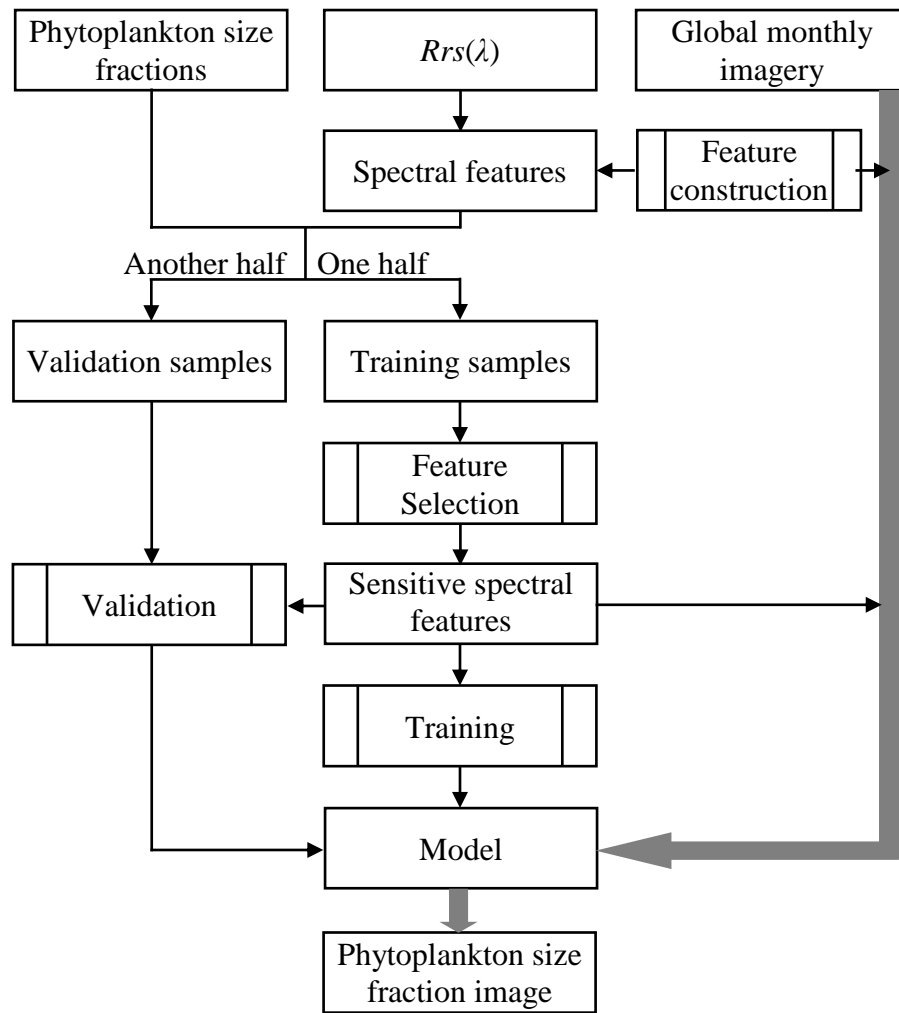 Phytoplankton size
fractions
Rrs(λ)
Global monthly
imagery
Spectral features
Feature
construction
Another half
One half
Validation samples
Training samples
Feature
Selection
Validation
Sensitive spectral
features
Training
Model
Phytoplankton size
fraction image